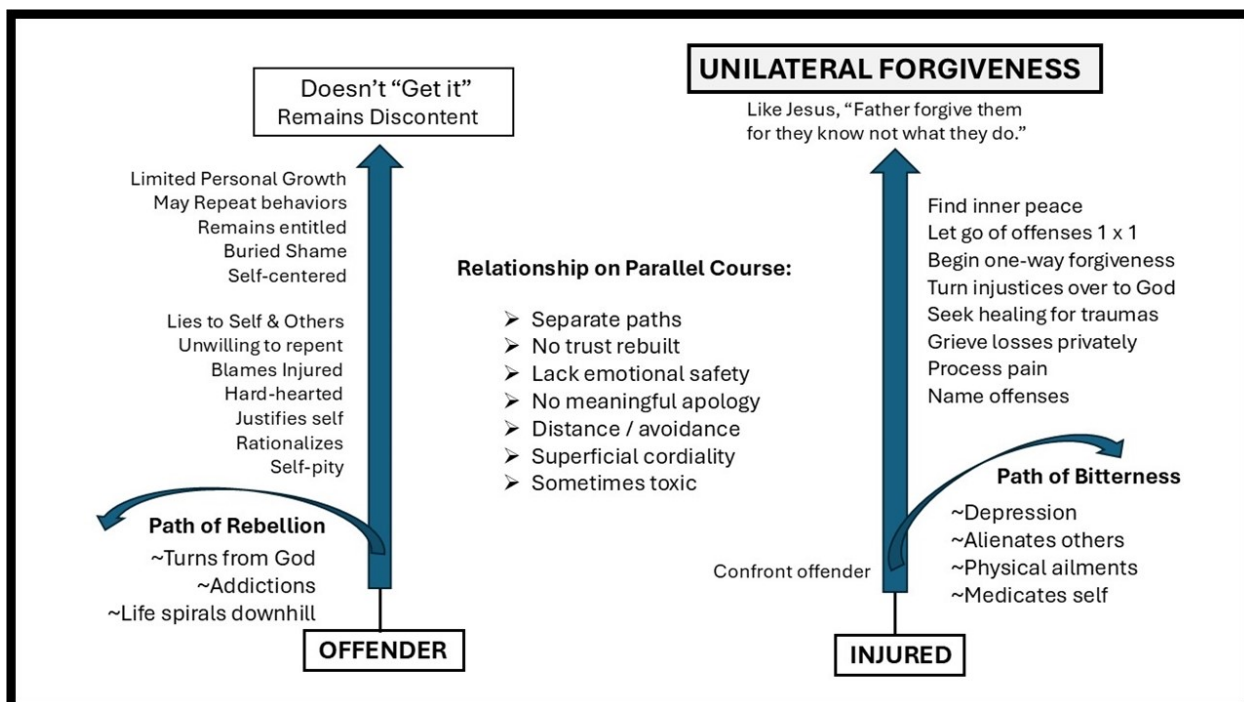 Doesn’t “Get it”
Remains Discontent
Limited Personal Growth
May Repeat behaviors
Remains entitled
Buried Shame
Self-centered
Lies to Self & Others
Unwilling to repent
Blames Injured
Hard-hearted
Justifies self
Rationalizes
Self-pity
Path of Rebellion
~Turns from God
~Addictions
~Life spirals downhill
OFFENDER
Relationship on Parallel Course:
➢ Separate paths
➢ No trust rebuilt
➢ Lack emotional safety
➢ No meaningful apology
➢ Distance / avoidance
➢ Superficial cordiality
➢ Sometimes toxic
UNILATERAL FORGIVENESS
Like Jesus, “Father forgive them
for they know not what they do.”
Find inner peace
Let go of offenses 1 x 1
Begin one-way forgiveness
Turn injustices over to God
Seek healing for traumas
Grieve losses privately
Process pain
Name offenses
Path of Bitterness
~Depression
~Alienates others
~Physical ailments
~Medicates self
Confront offender
INJURED